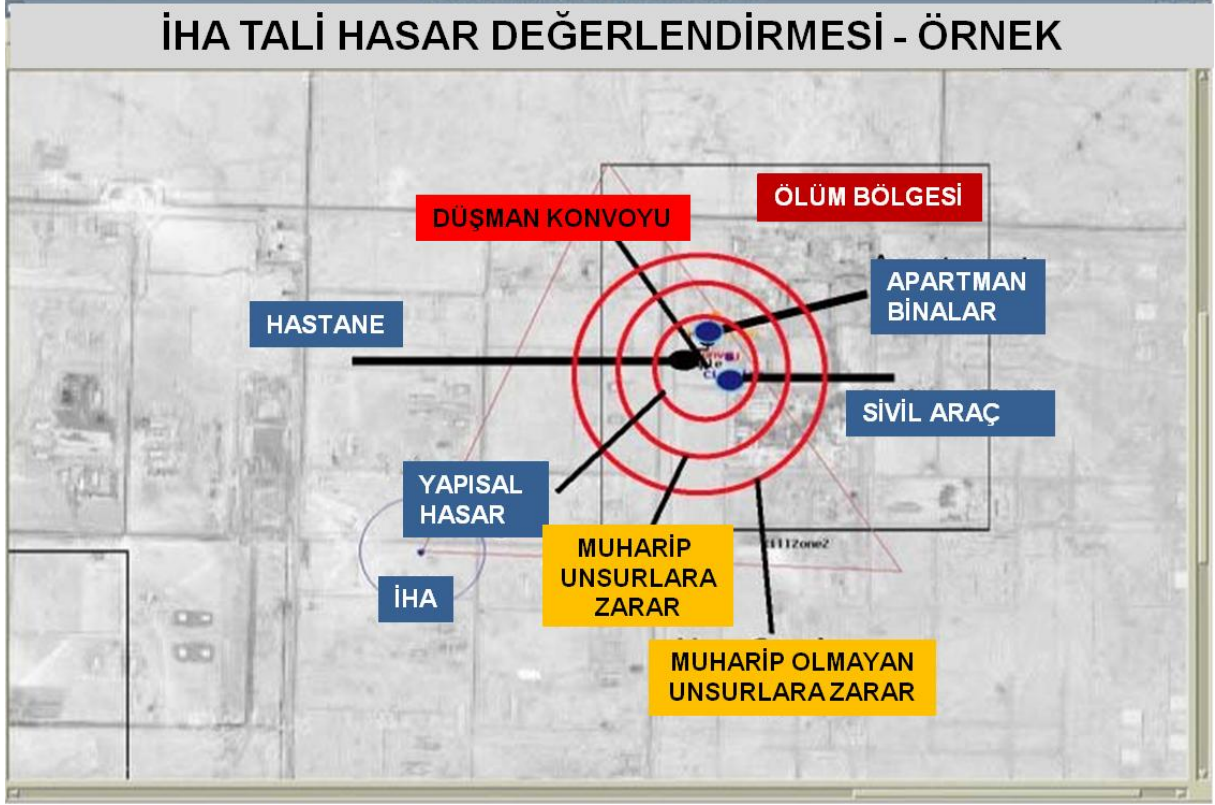 İHA TALİ HASAR DEĞERLENDİRMESİ - ÖRNEK
ÖLÜM BÖLGESİ
DÜŞMAN KONVOYU
APARTMAN
BİNALAR
HASTANE
SİVİL ARAÇ
YAPISAL
HASAR
MUHARİP
UNSURLARA
ZARAR
killZone2
İHA
MUHARİP OLMAYAN
UNSURLARA ZARAR